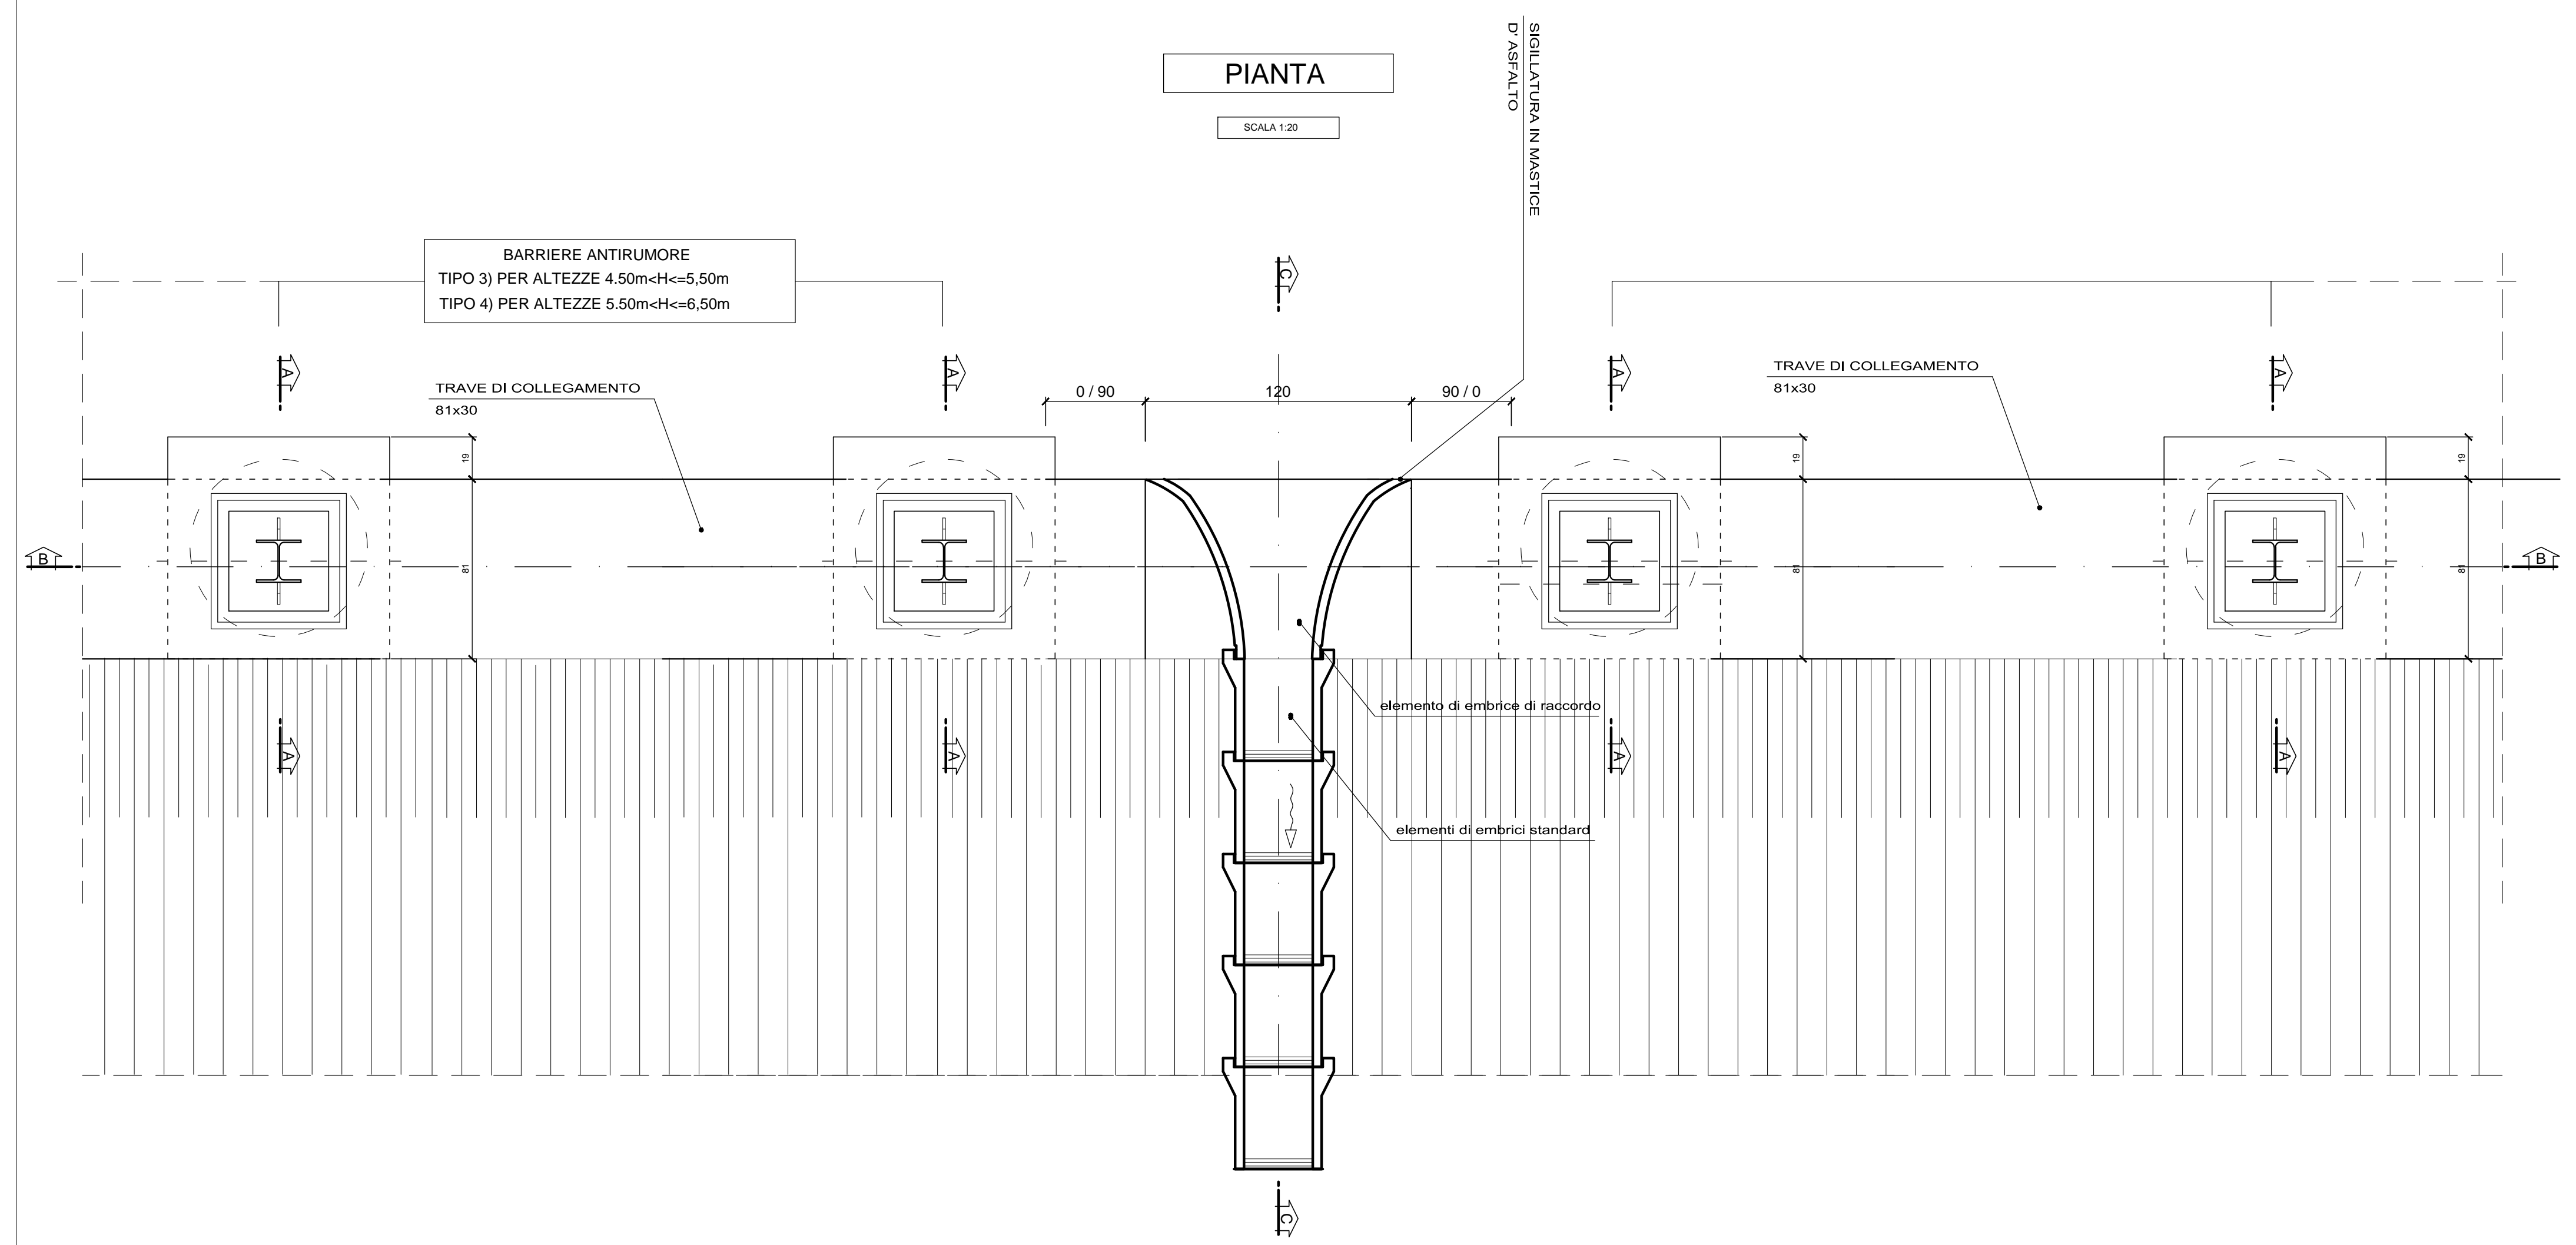 PIANTA
SCALA 1:20
SIGILLATURA IN MASTICE
D' ASFALTO
BARRIERE ANTIRUMORE
TIPO 3) PER ALTEZZE 4.50m<H<=5,50m
TIPO 4) PER ALTEZZE 5.50m<H<=6,50m
C
A
A
A
A
TRAVE DI COLLEGAMENTO
81x30
0 / 90
120
90 / 0
TRAVE DI COLLEGAMENTO
81x30
19
19
19
B
81
81
81
B
elemento di embrice di raccordo
A
A
A
A
elementi di embrici standard
C